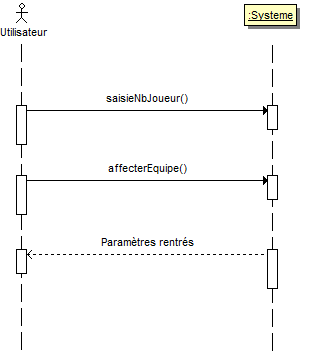 :Systeme
Utilisateur
saisieNbJoueur()
affecterEquipe()
Paramètres rentrés